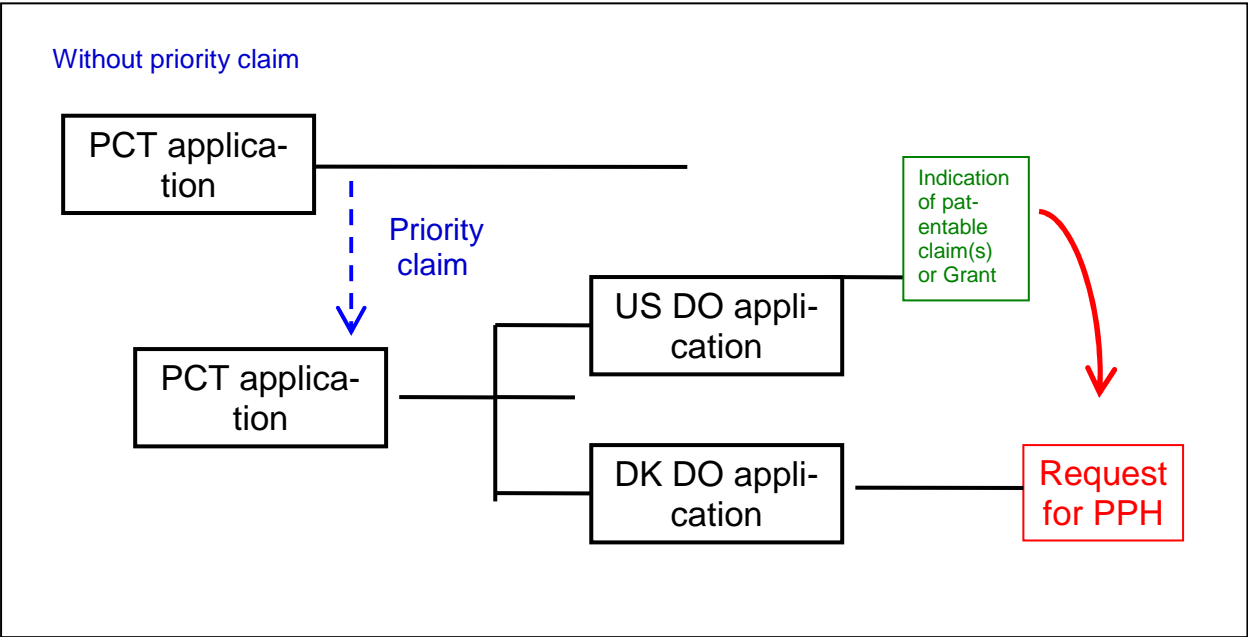 Without priority claim
PCT applica-
tion
Priority
claim
PCT applica-
tion
US DO appli-
cation
Indication
of pat-
entable
claim(s)
or Grant
DK DO appli-
cation
Request
for PPH